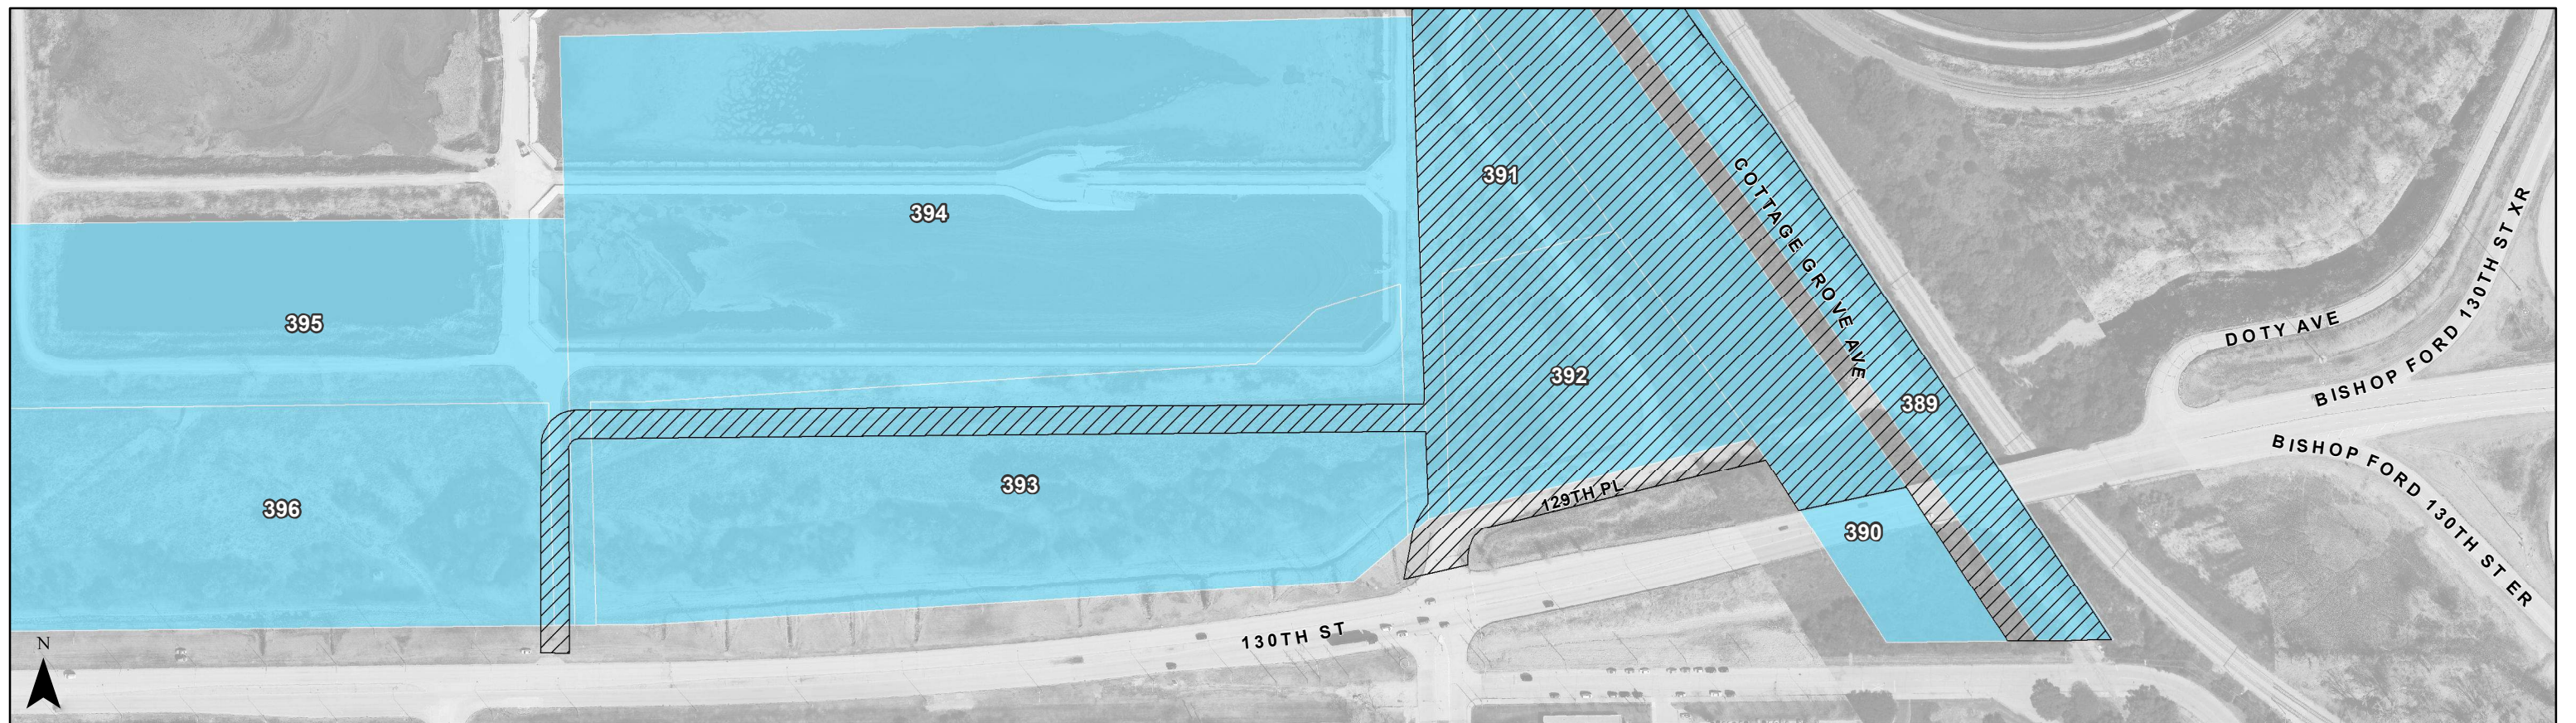 391
COTTAGE GROVE AVE
394
395
DOTY AVE
BISHOP FORD 130TH ST XR
392
389
BISHOP FORD 130TH ST ER
393
129TH PL
396
390
130TH ST
N